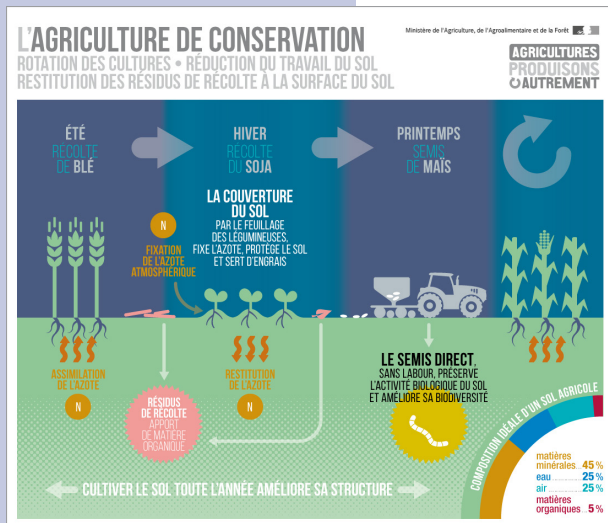 L'AGRICULTURE DE CONSERVATION
ROTATION DES CULTURES • RÉDUCTION DU TRAVAIL DU SOL
RESTITUTION DES RÉSIDUS DE RÉCOLTE À LA SURFACE DU SOL
Ministère de l'Agriculture, de l'Agroalimentaire et de la Forêt
AGRICULTURES
PRODUISONS
AUTREMENT
ÉTÉ
RÉCOLTE
DE BLÉ
HIVER
RÉCOLTE
DU SOJA
PRINTEMPS
SEMIS
DE MAÏS
LA COUVERTURE
DU SOL
PAR LE FEUILLAGE
DES LÉGUMINEUSES,
FIXE L'AZOTE, PROTÈGE LE SOL
ET SERT D'ENGRAIS
N
FIXATION
DE L'AZOTE
ATMOSPHÉRIQUE
ASSIMILATION
DE L'AZOTE
N
RÉSIDUS
DE RÉCOLTE
APPORT
DE MATIÈRE
ORGANIQUE
RESTITUTION
DE L'AZOTE
N
LE SEMIS DIRECT,
SANS LABOUR, PRÉSERVE
L'ACTIVITÉ BIOLOGIQUE DU SOL
ET AMÉLIORE SA BIODIVERSITÉ
CULTIVER LE SOL TOUTE L'ANNÉE AMÉLIORE SA STRUCTURE
COMPOSITION IDÉALE D'UN SOL AGRICOLE
matières
minérales 45 %
eau 25 %
air 25 %
matières
organiques 5 %